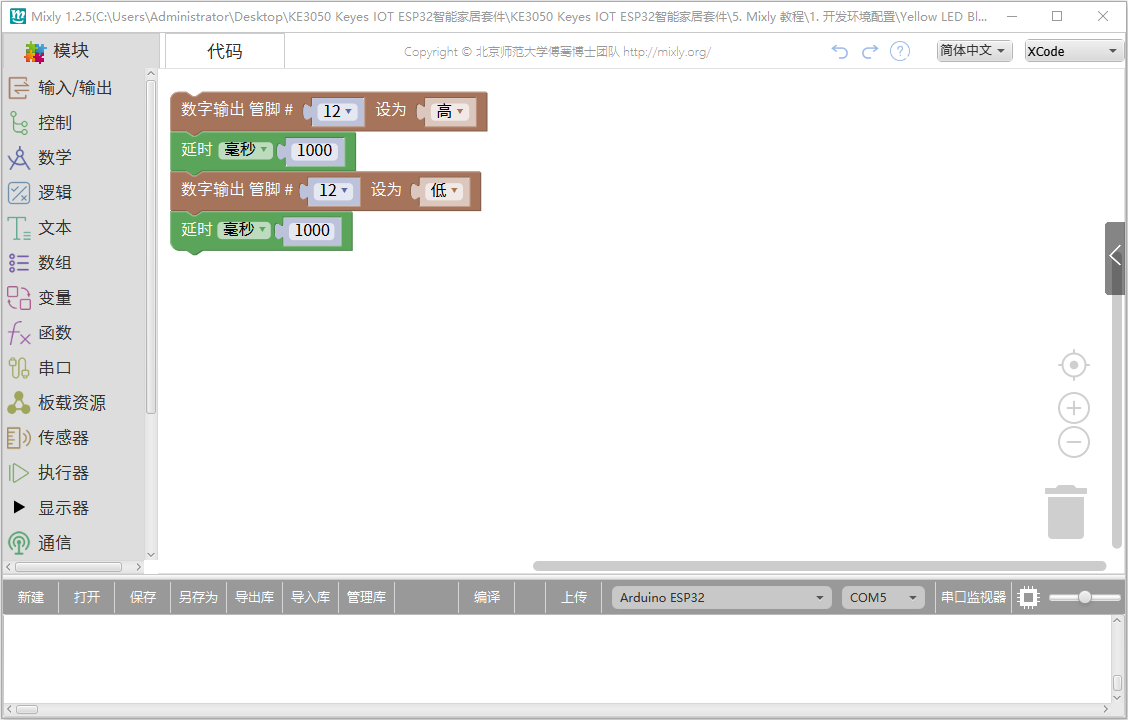 Mixly 1.2.5(C:\Users\Administrator\Desktop\KE3050 Keyes IOT ESP32智能家居套件\KE3050 Keyes IOT ESP32智能家居套件\5. Mixly 教程\1. 开发环境配置\Yellow LED Bl...
模块
代码
Copyright © 北京师范大学傅骞博士团队 http://mixly.org/
?
简体中文
XCode
输入/输出
控制
数学
逻辑
文本
数组
变量
函数
串口
板载资源
传感器
执行器
显示器
通信
数字输出 管脚 # 12 设为 高
延时 毫秒 1000
数字输出 管脚 # 12 设为 低
延时 毫秒 1000
新建 打开 保存 另存为 导出库 导入库 管理库 编译 上传 Arduino ESP32 COM5 串口监视器